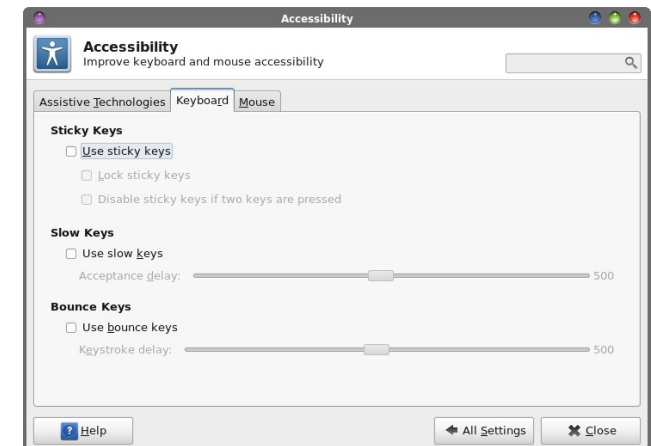 Accessibility
Accessibility
Improve keyboard and mouse accessibility
Assistive Technologies Keyboard Mouse
Sticky Keys
Use sticky keys
Lock sticky keys
Disable sticky keys if two keys are pressed
Slow Keys
Use slow keys
Acceptance delay: 500
Bounce Keys
Use bounce keys
Keystroke delay: 500
? Help All Settings Close